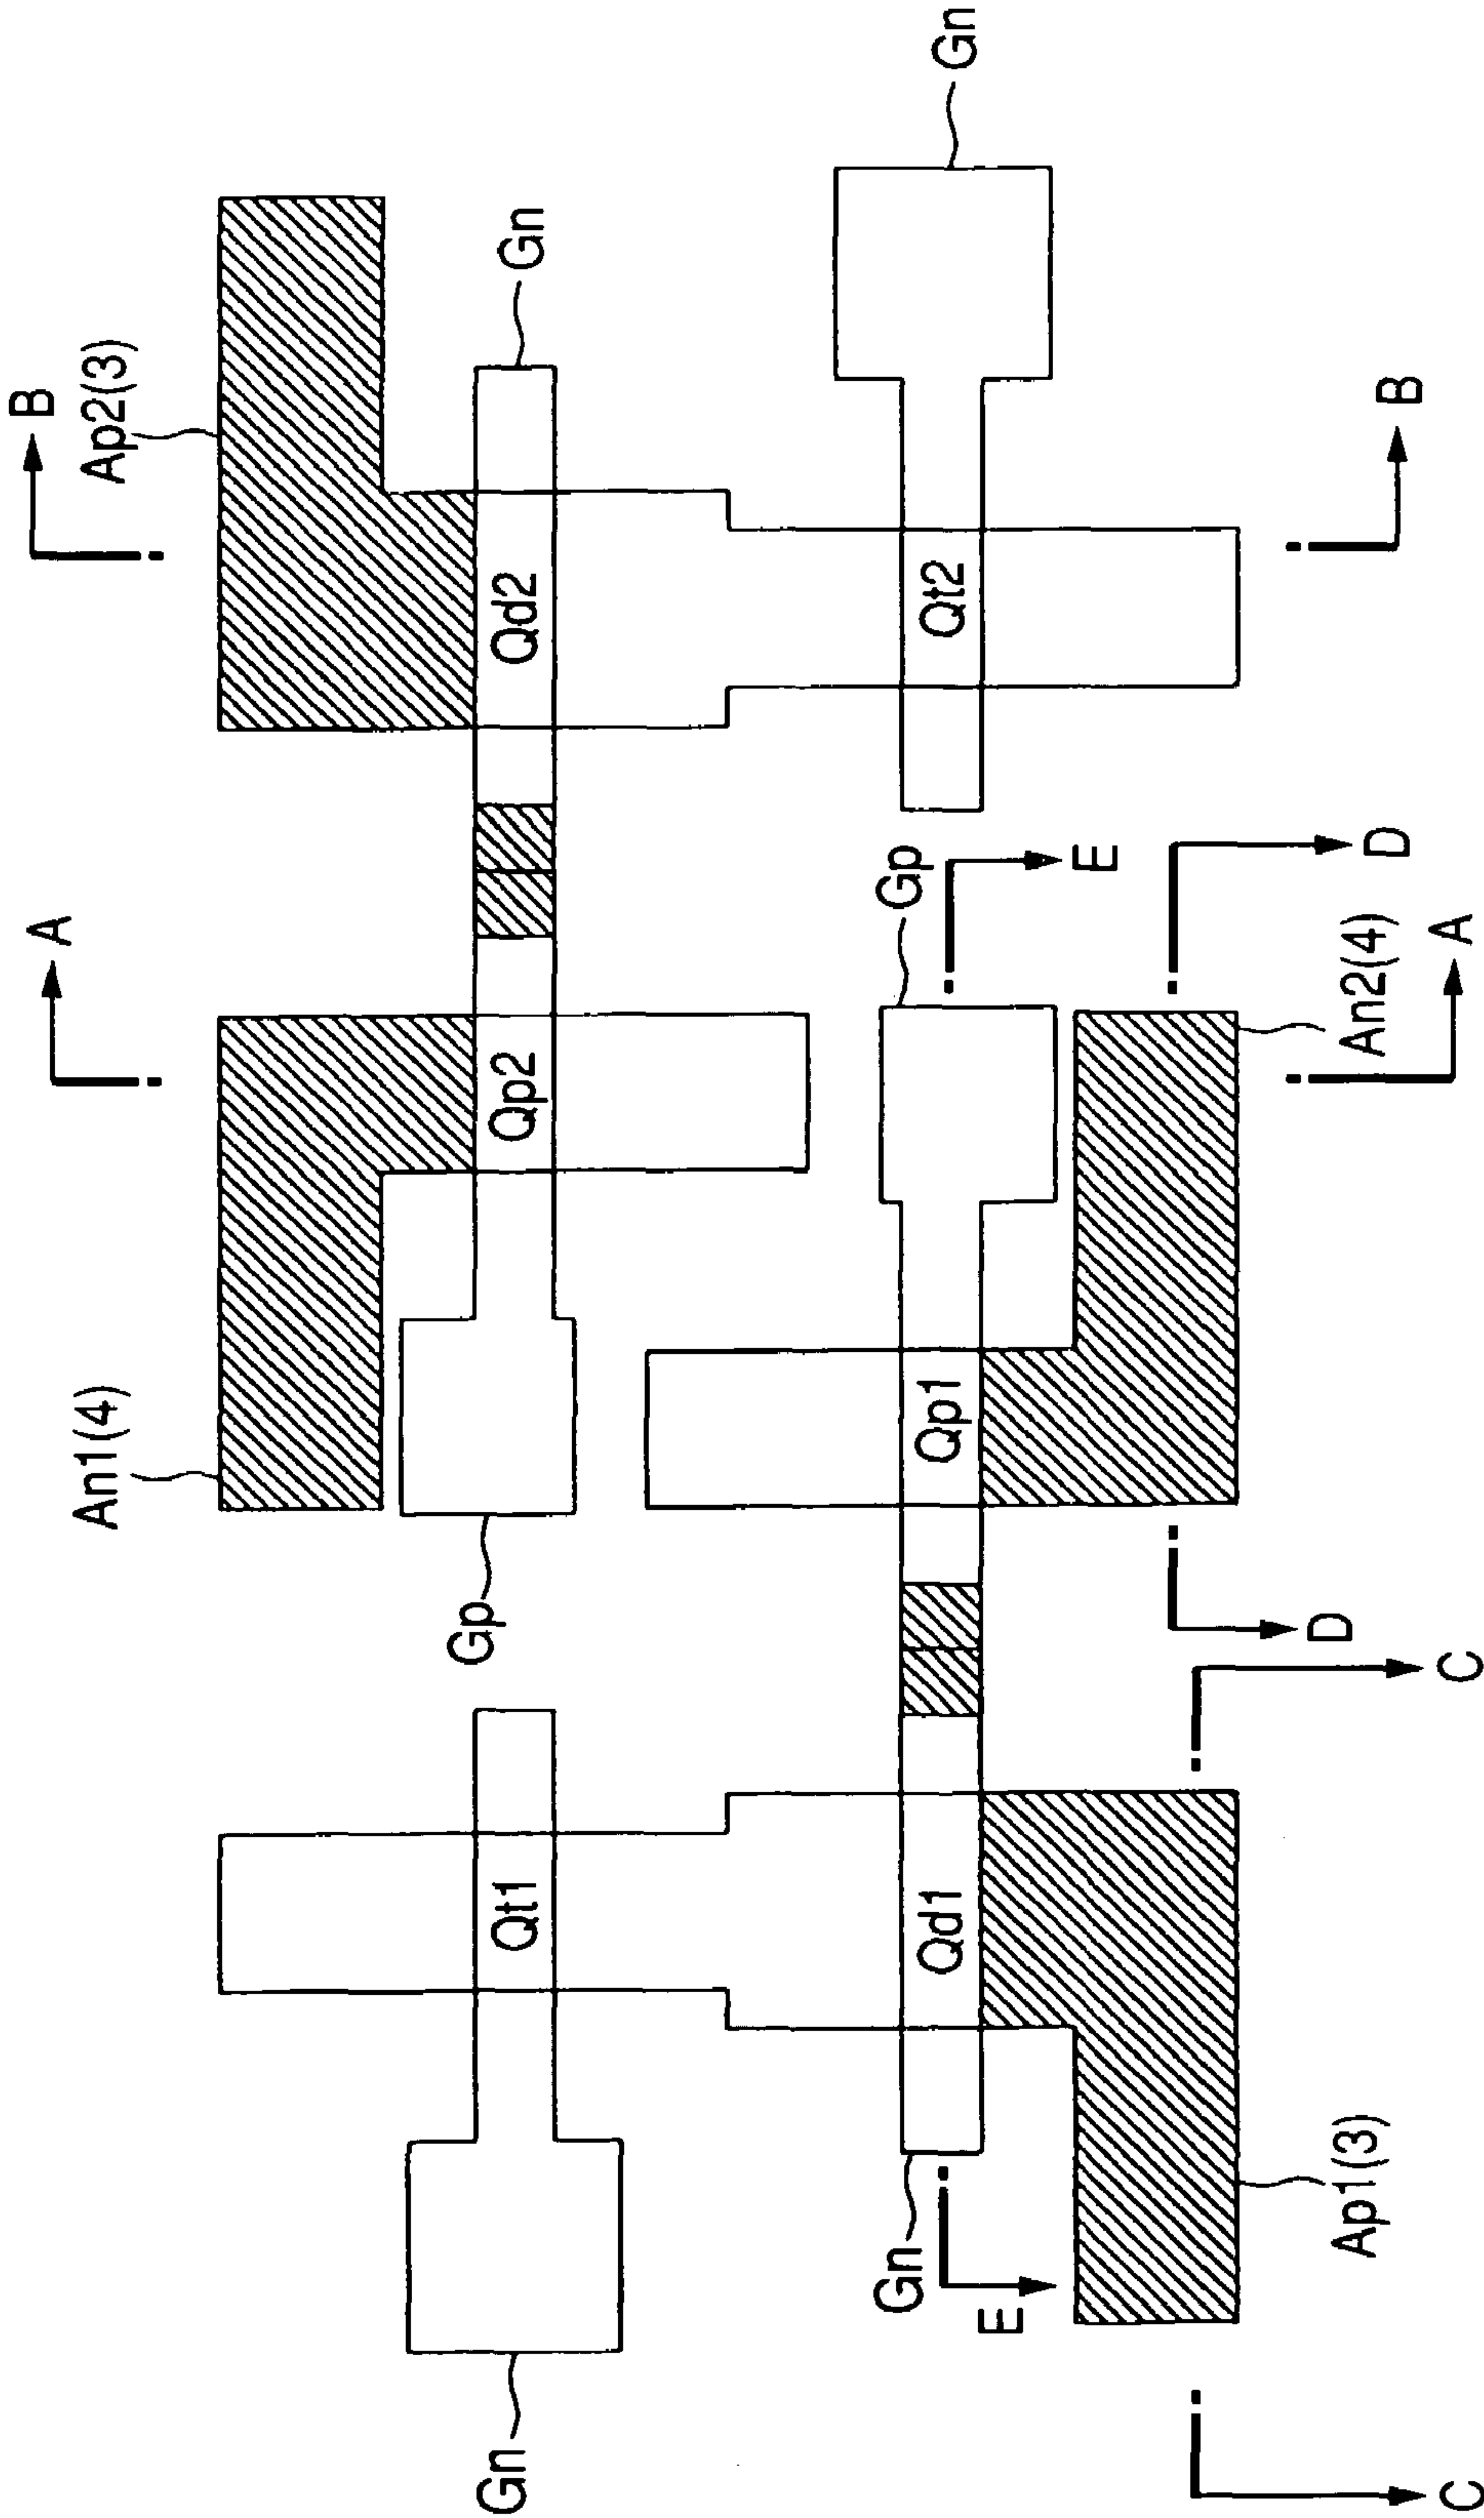 A
B
An1(4)
Ap2(3)
Gp
Gn
Gn
Qt1
Qp2
Qd2
Gn
Gn
Gp
Qd1
Qp1
Qt2
E
E
D
D
C
C
Ap1(3)
An2(4)
A
B